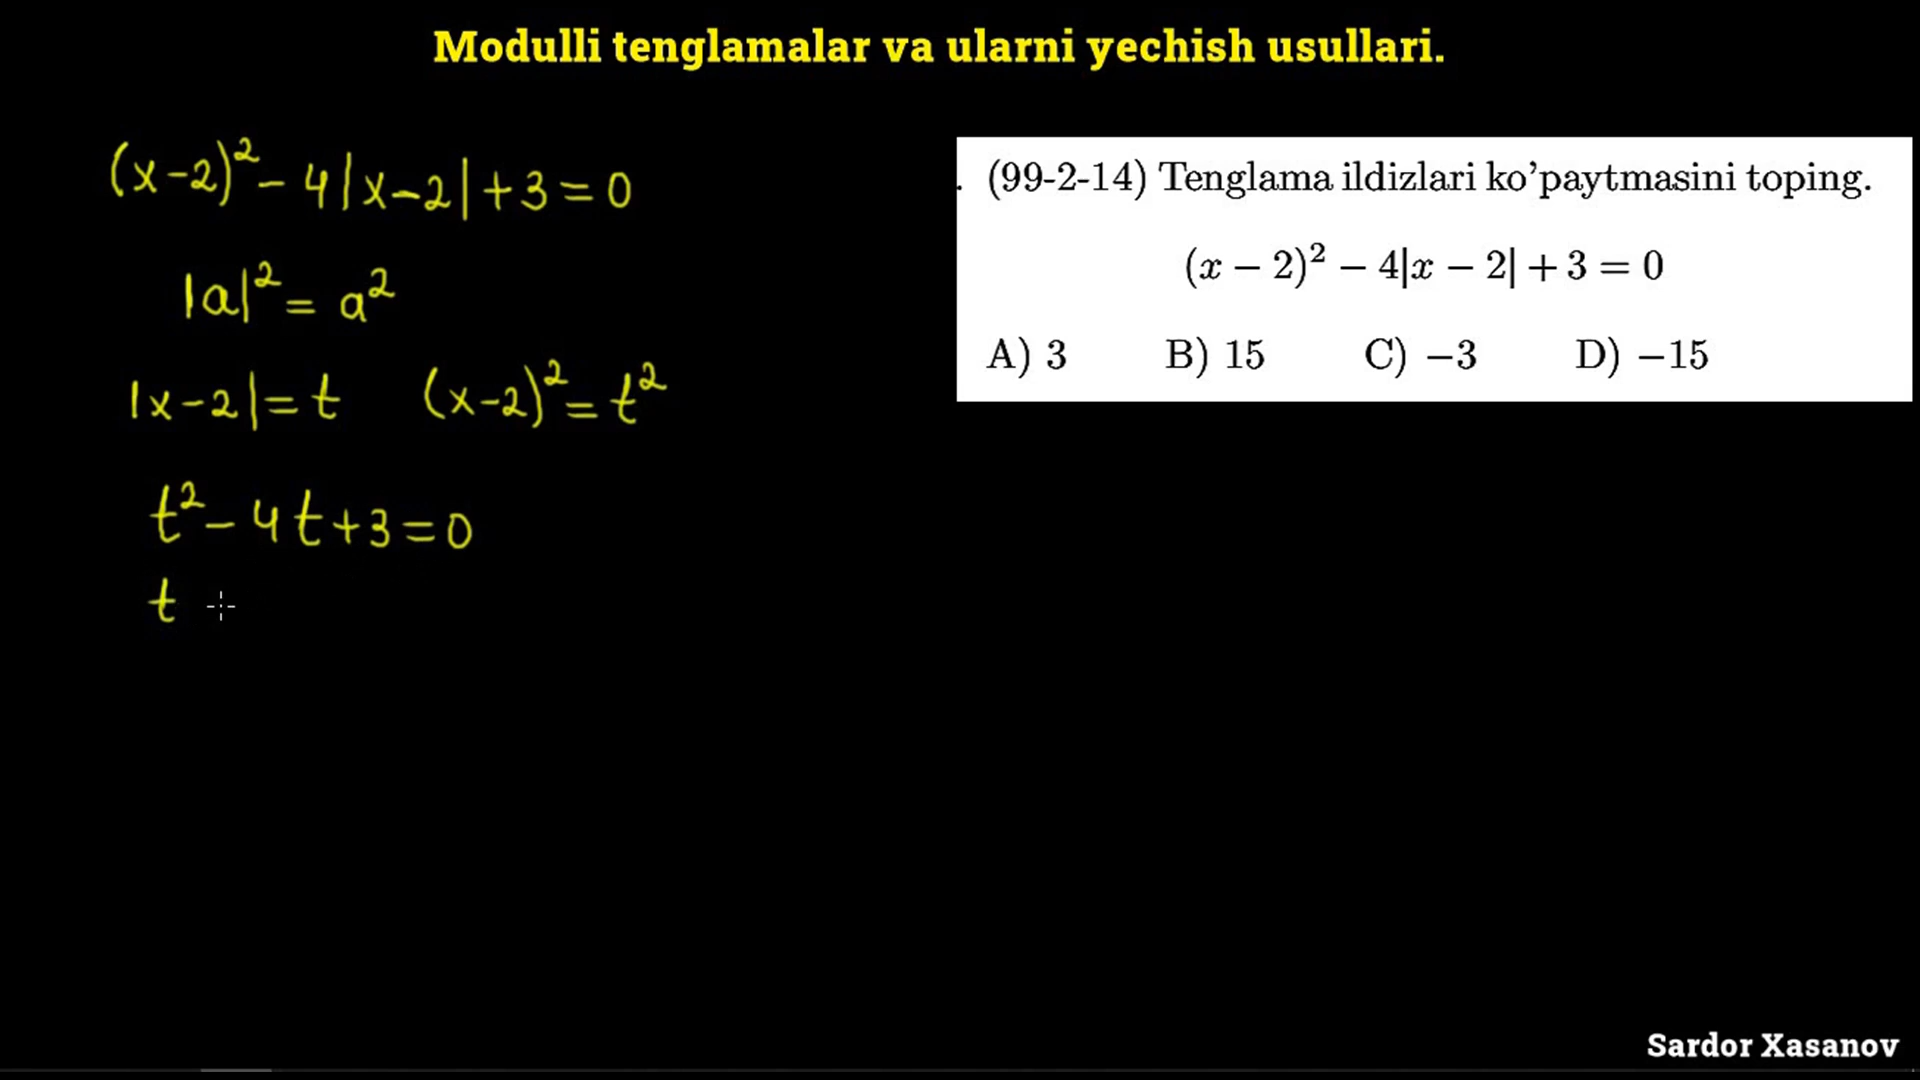 Modulli tenglamalar va ularni yechish usullari.
(x-2)² - 4|x-2| + 3 = 0
|a|² = a²
|x-2| = t (x-2)² = t²
t² - 4t + 3 = 0
t
. (99-2-14) Tenglama ildizlari ko’paytmasini toping.
(x − 2)² − 4|x − 2| + 3 = 0
A) 3 B) 15 C) −3 D) −15
Sardor Xasanov